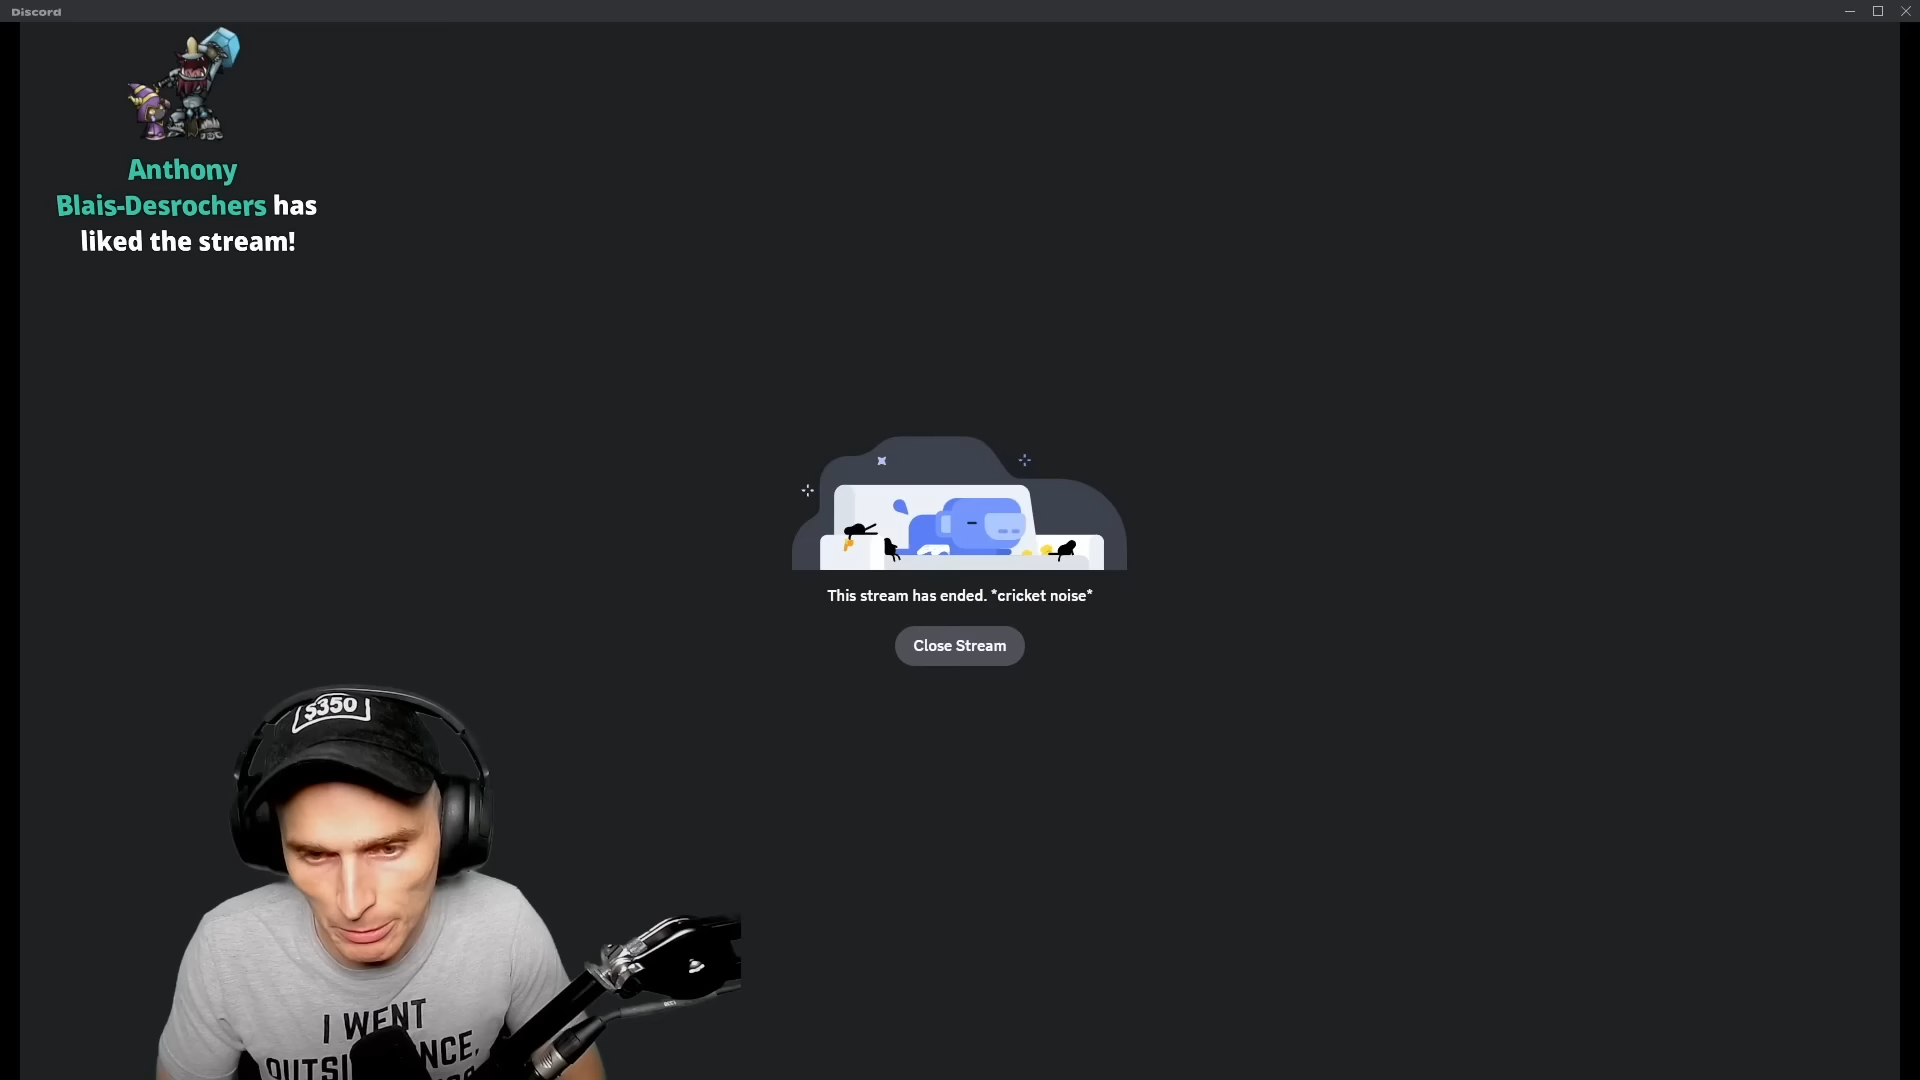 Discord
Anthony
Blais-Desrochers has
liked the stream!
This stream has ended. *cricket noise*
Close Stream
$350
I WENT